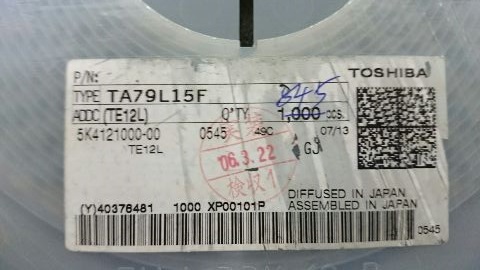 P/N:
TOSHIBA
TYPE TA79L15F
845
ADDC (TE12L) Q'TY 1,000 PCS.
5K4121000-00 0545 49C 07/13
TE12L
GJ
06.3.22
DIFFUSED IN JAPAN
ASSEMBLED IN JAPAN
(Y)40376481 1000 XP00101P
0545